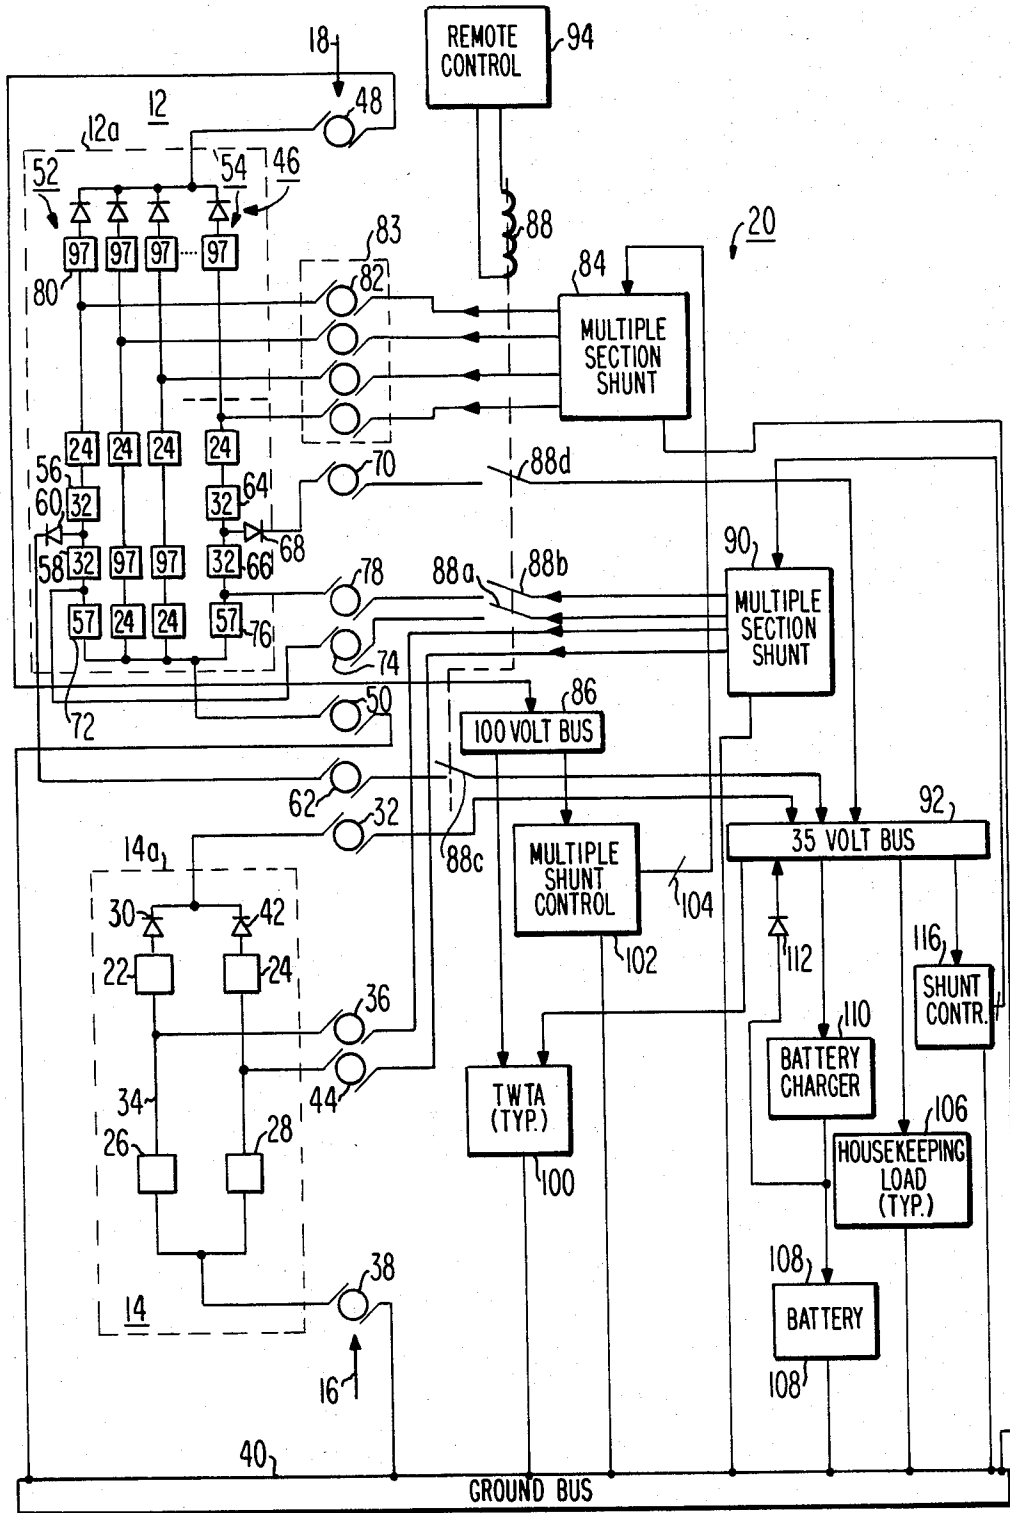 REMOTE
CONTROL
94
18
48
12
12a
52
54
46
88
20
83
84
80
97
97
97
97
82
MULTIPLE
SECTION
SHUNT
24
24
24
24
70
88d
56
64
60
32
32
68
90
58
32
97
97
32
66
78
88a
88b
MULTIPLE
SECTION
SHUNT
57
24
24
57
76
74
72
50
86
100 VOLT BUS
62
32
88c
92
35 VOLT BUS
14a
MULTIPLE
SHUNT
CONTROL
104
30
42
102
112
116
22
24
SHUNT
CONTR.
36
110
44
BATTERY
CHARGER
34
TWTA
(TYP.)
106
26
28
100
HOUSEKEEPING
LOAD
(TYP.)
38
108
14
BATTERY
16
108
40
GROUND BUS